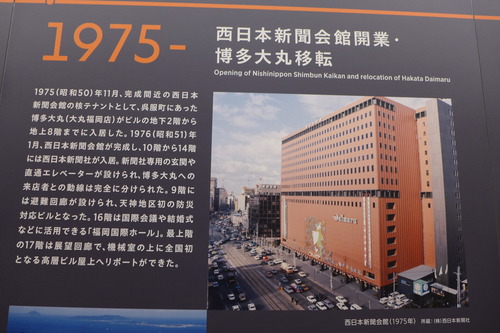 1975-
西日本新聞会館開業・
博多大丸移転
Opening of Nishinippon Shimbun Kaikan and relocation of Hakata Daimaru
1975(昭和50)年11月、完成間近の西日本
新聞会館の核テナントとして、呉服町にあった
博多大丸(大丸福岡店)がビルの地下2階から
地上8階までに入居した。1976(昭和51)年
1月、西日本新聞会館が完成し、10階から14階
には西日本新聞社が入居。新聞社専用の玄関や
直通エレベーターが設けられ、博多大丸への
来店者との動線は完全に分けられた。9階に
は避難回廊が設けられ、天神地区初の防災
対応ビルとなった。16階は国際会議や結婚式
などに活用できる「福岡国際ホール」。最上階
の17階は展望回廊で、機械室の上に全国初
となる高層ビル屋上ヘリポートができた。
西日本新聞会館(1975年) 所蔵:(株)西日本新聞社